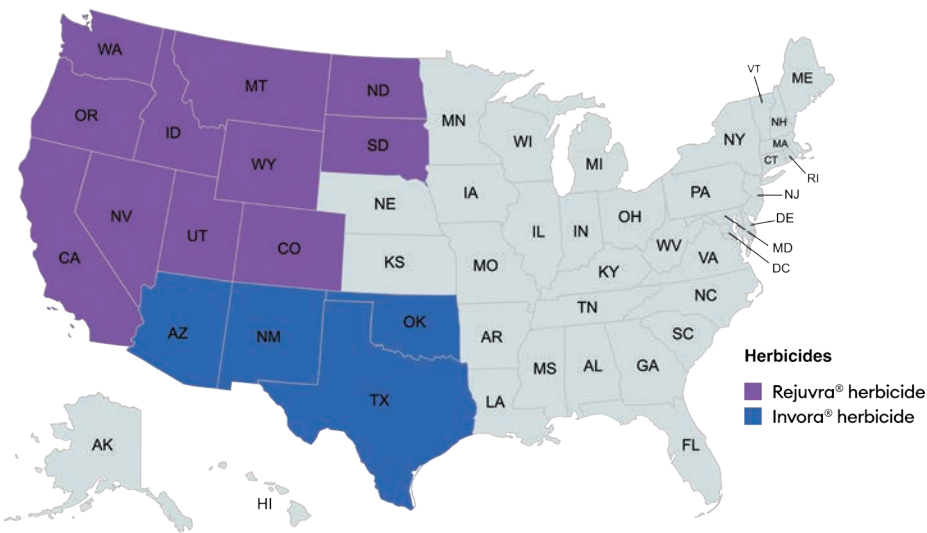 WA
MT
ND
MN
VT
ME
OR
ID
SD
WI
MI
NY
NH
MA
CT
RI
WY
NE
IA
PA
NJ
NV
UT
CO
IL
IN
OH
DE
MD
DC
CA
KS
MO
KY
WV
VA
AZ
NM
OK
AR
TN
NC
SC
MS
AL
GA
TX
LA
FL
AK
HI
Herbicides
Rejuvra® herbicide
Invora® herbicide